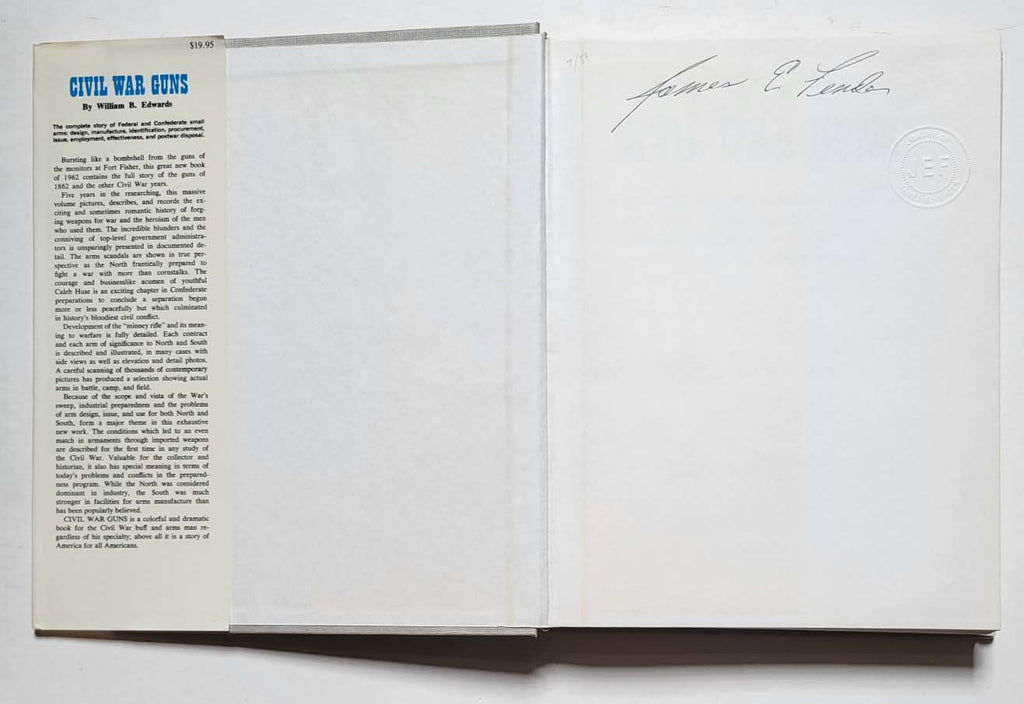 $19.95
CIVIL WAR GUNS
By William B. Edwards
The complete story of Federal and Confederate small
arms: design, manufacture, identification, procurement,
issue, employment, effectiveness, and postwar disposal.
Bursting like a bombshell from the guns of
the monitors at Fort Fisher, this great new book
of 1962 contains the full story of the guns of
1862 and the other Civil War years.
Five years in the researching, this massive
volume pictures, describes, and records the ex-
citing and sometimes romantic history of forg-
ing weapons for war and the heroism of the men
who used them. The incredible blunders and the
conniving of top-level government administra-
tors is unsparingly presented in documented de-
tail. The arms scandals are shown in true per-
spective as the North frantically prepared to
fight a war with more than cornstalks. The
courage and businesslike acumen of youthful
Caleb Huse is an exciting chapter in Confederate
preparations to conclude a separation begun
more or less peacefully but which culminated
in history's bloodiest civil conflict.
Development of the "minney rifle" and its mean-
ing to warfare is fully detailed. Each contract
and each arm of significance to North and South
is described and illustrated, in many cases with
side views as well as elevation and detail photos.
A careful scanning of thousands of contemporary
pictures has produced a selection showing actual
arms in battle, camp, and field.
Because of the scope and vista of the War's
sweep, industrial preparedness and the problems
of arm design, issue, and use for both North and
South, form a major theme in this exhaustive
new work. The conditions which led to an even
match in armaments through imported weapons
are described for the first time in any study of
the Civil War. Valuable for the collector and
historian, it also has special meaning in terms of
today's problems and conflicts in the prepared-
ness program. While the North was considered
dominant in industry, the South was much
stronger in facilities for arms manufacture than
has been popularly believed.
CIVIL WAR GUNS is a colorful and dramatic
book for the Civil War buff and arms man re-
gardless of his specialty; above all it is a story of
America for all Americans.
James E
JEF